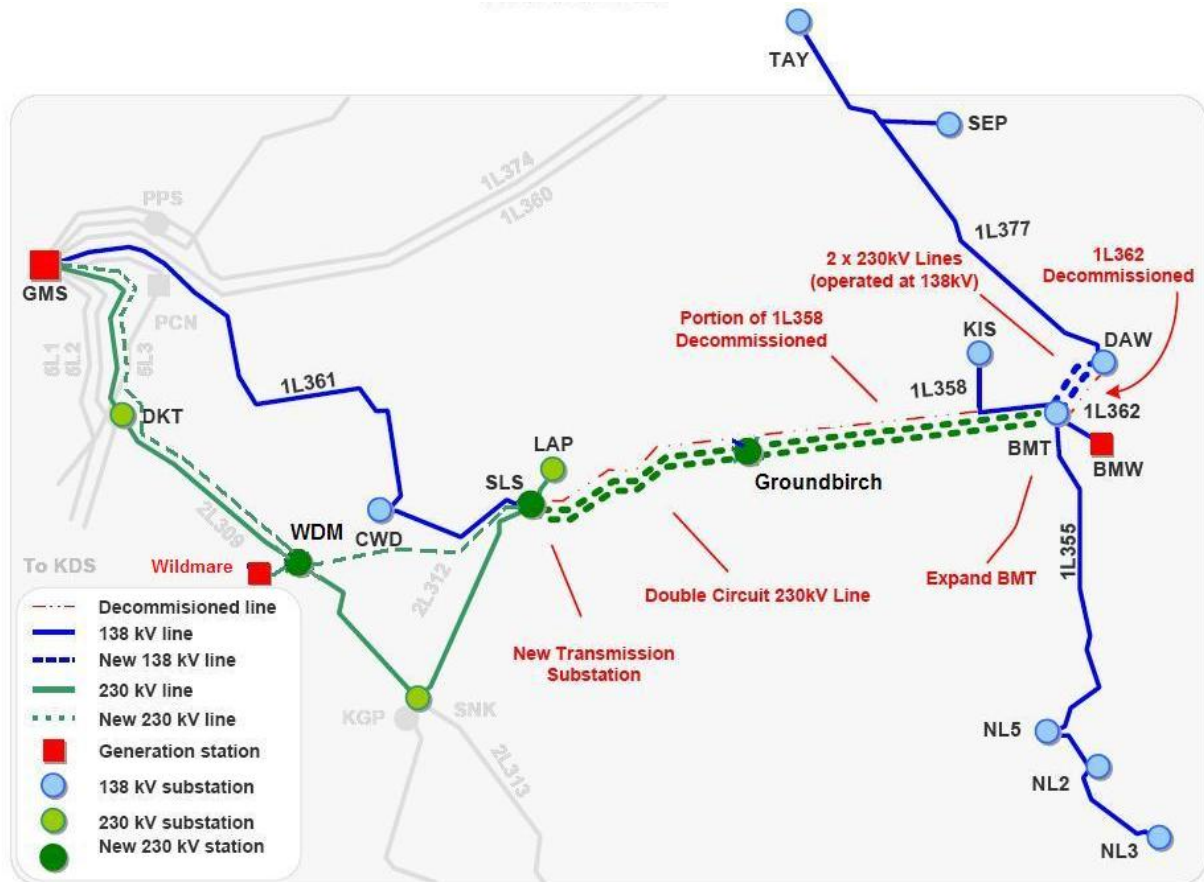 TAY
SEP
1L374
1L360
PPS
1L377
2 x 230kV Lines
(operated at 138kV)
1L362
Decommissioned
GMS
PCN
Portion of 1L358
Decommissioned
KIS
DAW
5L1
5L2
5L3
1L361
1L358
1L362
DKT
BMT
BMW
LAP
SLS
Groundbirch
2L309
WDM
CWD
To KDS
Wildmare
2L312
Double Circuit 230kV Line
Expand BMT
1L355
New Transmission
Substation
Decommisioned line
138 kV line
New 138 kV line
230 kV line
New 230 kV line
Generation station
138 kV substation
230 kV substation
New 230 kV station
KGP
SNK
2L313
NL5
NL2
NL3